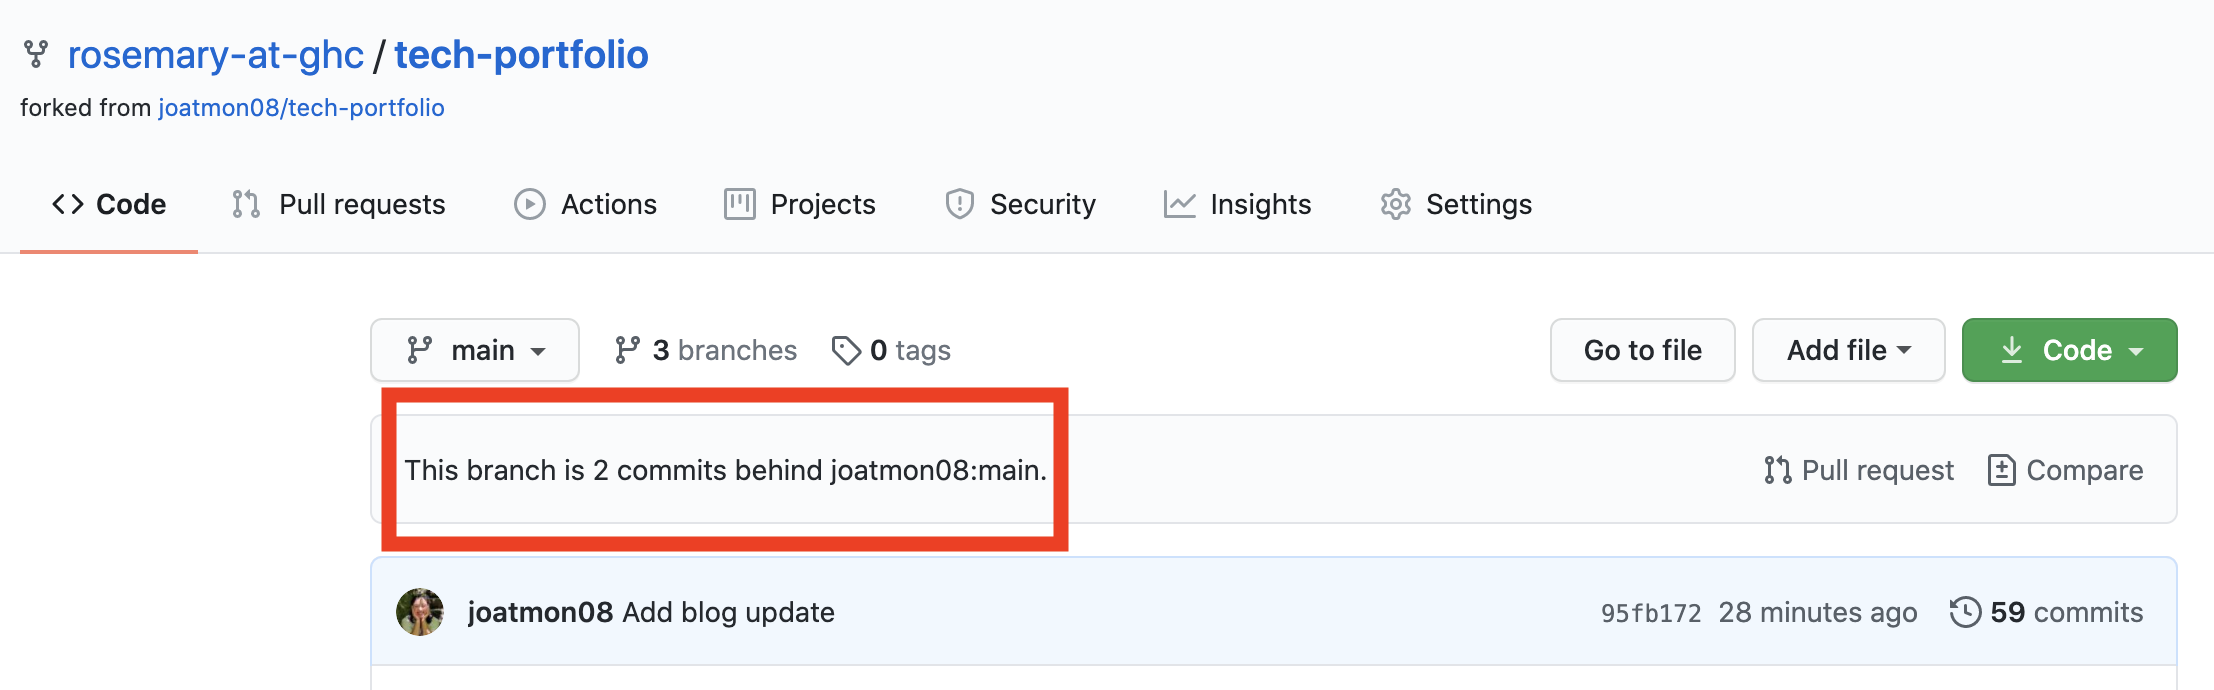 rosemary-at-ghc / tech-portfolio
forked from joatmon08/tech-portfolio
Code Pull requests Actions Projects Security Insights Settings
main 3 branches 0 tags Go to file Add file Code
This branch is 2 commits behind joatmon08:main. Pull request Compare
joatmon08 Add blog update 95fb172 28 minutes ago 59 commits